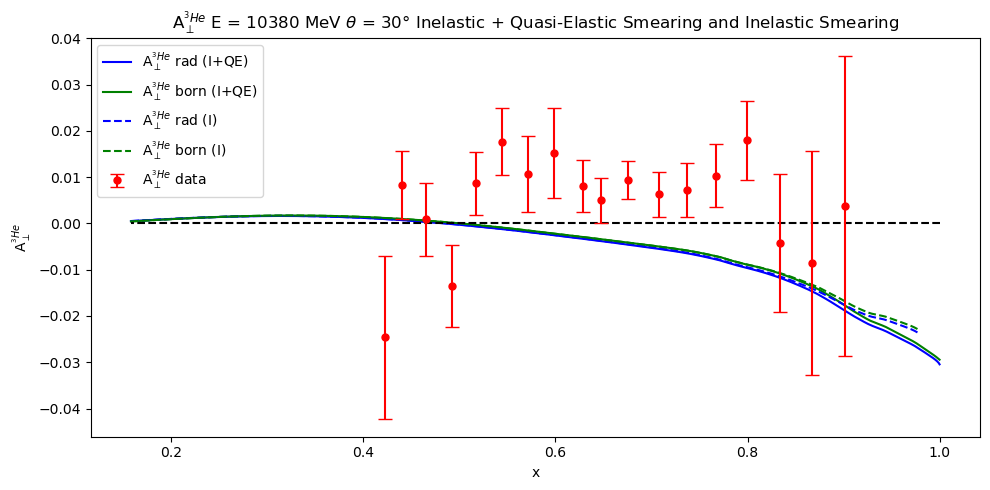 A⊥³He E = 10380 MeV θ = 30° Inelastic + Quasi-Elastic Smearing and Inelastic Smearing
A⊥³He rad (I+QE)
A⊥³He born (I+QE)
A⊥³He rad (I)
A⊥³He born (I)
A⊥³He data
0.04
0.03
0.02
0.01
0.00
−0.01
−0.02
−0.03
−0.04
A⊥³He
0.2 0.4 0.6 0.8 1.0
x